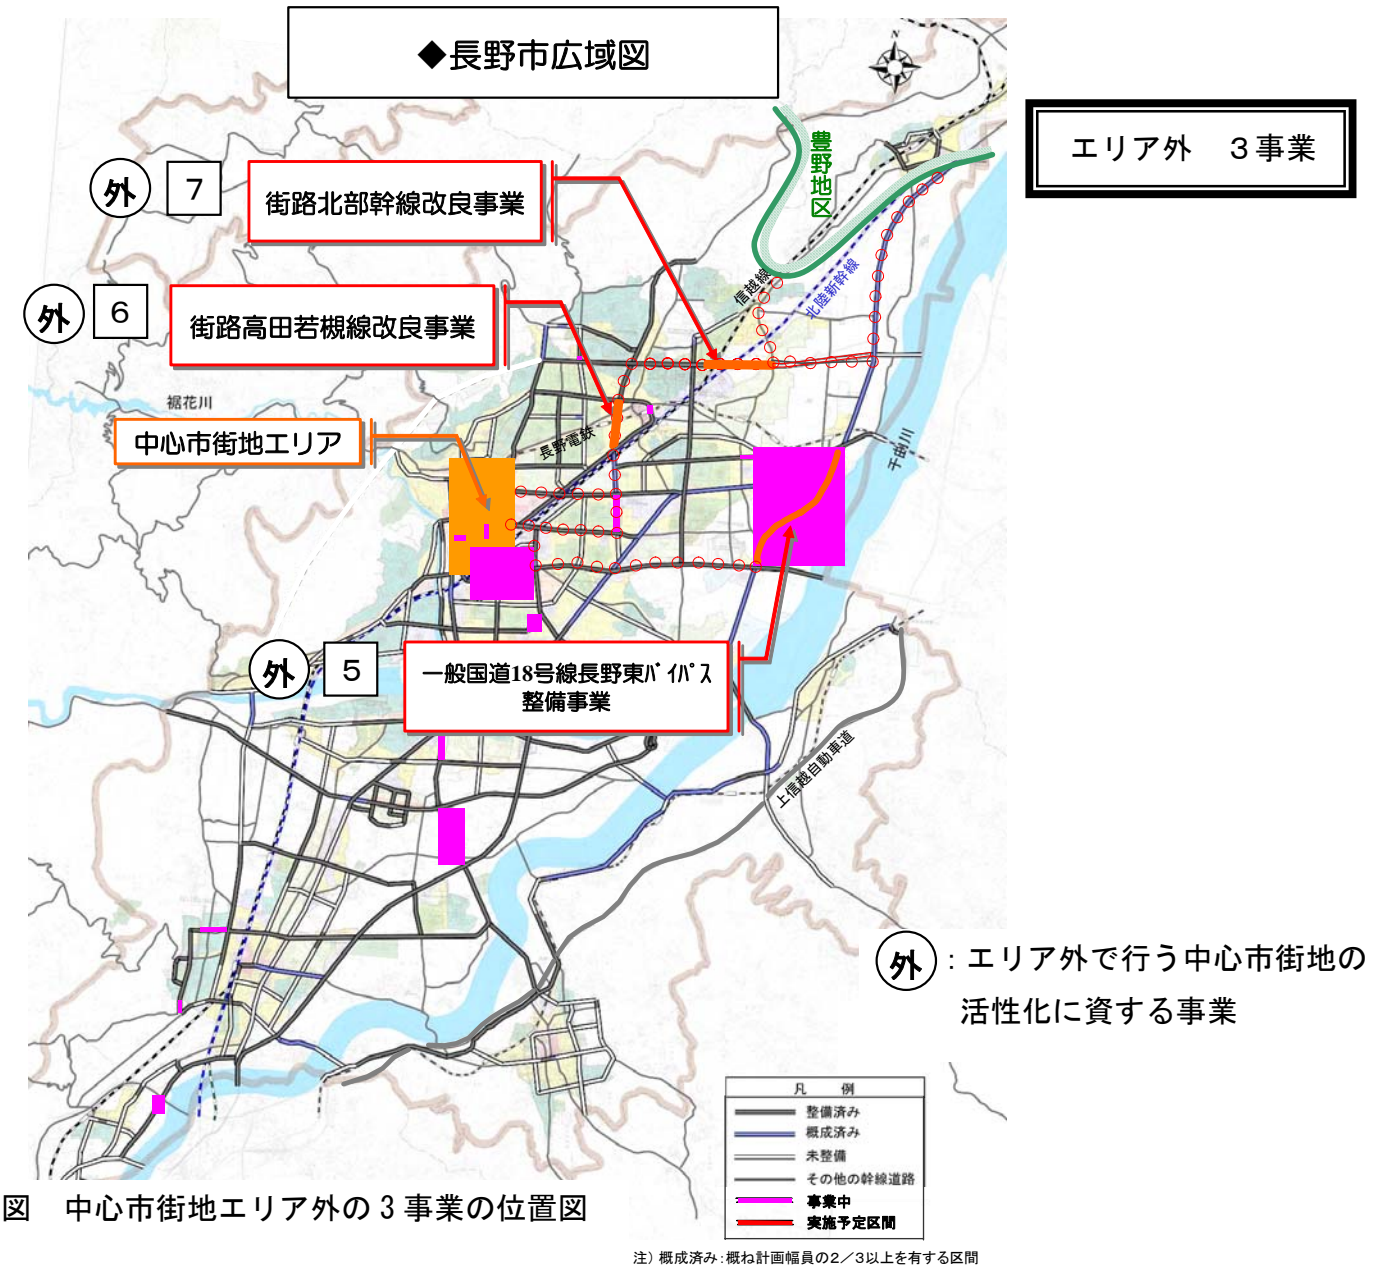 ◆長野市広域図
N
エリア外　３事業
豊野地区
外 7 街路北部幹線改良事業
信越線
北陸新幹線
外 6 街路高田若槻線改良事業
裾花川
中心市街地エリア
長野電鉄
千曲川
外 5 一般国道18号線長野東ﾊﾞｲﾊﾟｽ
整備事業
上信越自動車道
外：エリア外で行う中心市街地の
活性化に資する事業
凡　例
整備済み
概成済み
未整備
その他の幹線道路
事業中
実施予定区間
図　中心市街地エリア外の３事業の位置図
注）概成済み：概ね計画幅員の２／３以上を有する区間